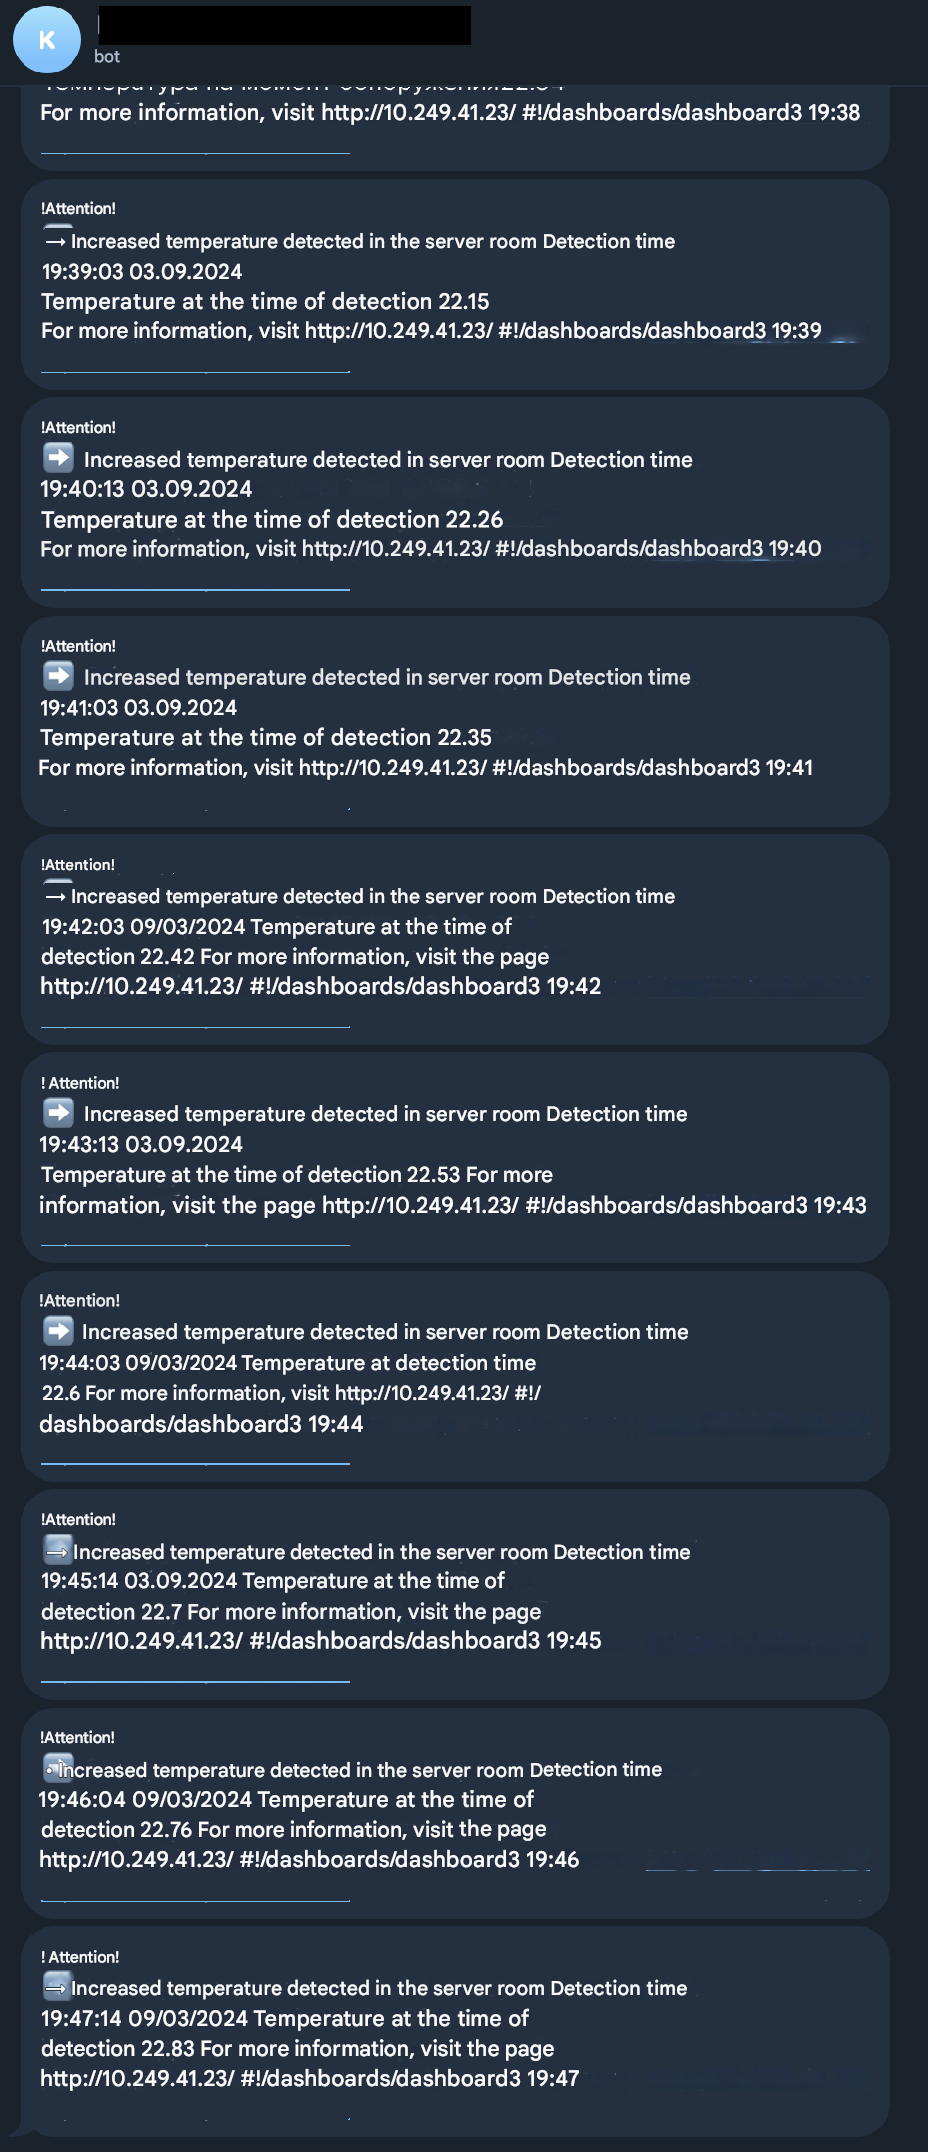 K
bot
Температура на момент обнаружения22.04
For more information, visit http://10.249.41.23/ #!/dashboards/dashboard3 19:38
!Attention!
→ Increased temperature detected in the server room Detection time
19:39:03 03.09.2024
Temperature at the time of detection 22.15
For more information, visit http://10.249.41.23/ #!/dashboards/dashboard3 19:39
!Attention!
➡ Increased temperature detected in server room Detection time
19:40:13 03.09.2024
Temperature at the time of detection 22.26
For more information, visit http://10.249.41.23/ #!/dashboards/dashboard3 19:40
!Attention!
➡ Increased temperature detected in server room Detection time
19:41:03 03.09.2024
Temperature at the time of detection 22.35
For more information, visit http://10.249.41.23/ #!/dashboards/dashboard3 19:41
!Attention!
→ Increased temperature detected in the server room Detection time
19:42:03 09/03/2024 Temperature at the time of
detection 22.42 For more information, visit the page
http://10.249.41.23/ #!/dashboards/dashboard3 19:42
! Attention!
➡ Increased temperature detected in server room Detection time
19:43:13 03.09.2024
Temperature at the time of detection 22.53 For more
information, visit the page http://10.249.41.23/ #!/dashboards/dashboard3 19:43
!Attention!
➡ Increased temperature detected in server room Detection time
19:44:03 09/03/2024 Temperature at detection time
22.6 For more information, visit http://10.249.41.23/ #!/
dashboards/dashboard3 19:44
!Attention!
→Increased temperature detected in the server room Detection time
19:45:14 03.09.2024 Temperature at the time of
detection 22.7 For more information, visit the page
http://10.249.41.23/ #!/dashboards/dashboard3 19:45
!Attention!
• Increased temperature detected in the server room Detection time
19:46:04 09/03/2024 Temperature at the time of
detection 22.76 For more information, visit the page
http://10.249.41.23/ #!/dashboards/dashboard3 19:46
! Attention!
→Increased temperature detected in the server room Detection time
19:47:14 09/03/2024 Temperature at the time of
detection 22.83 For more information, visit the page
http://10.249.41.23/ #!/dashboards/dashboard3 19:47